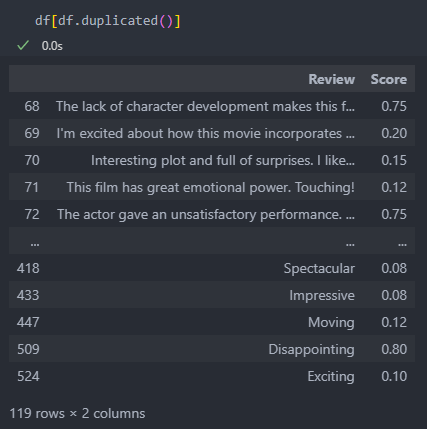 df[df.duplicated()]
0.0s
Review Score
68 The lack of character development makes this f... 0.75
69 I'm excited about how this movie incorporates ... 0.20
70 Interesting plot and full of surprises. I like... 0.15
71 This film has great emotional power. Touching! 0.12
72 The actor gave an unsatisfactory performance. ... 0.75
... ... ...
418 Spectacular 0.08
433 Impressive 0.08
447 Moving 0.12
509 Disappointing 0.80
524 Exciting 0.10
119 rows × 2 columns